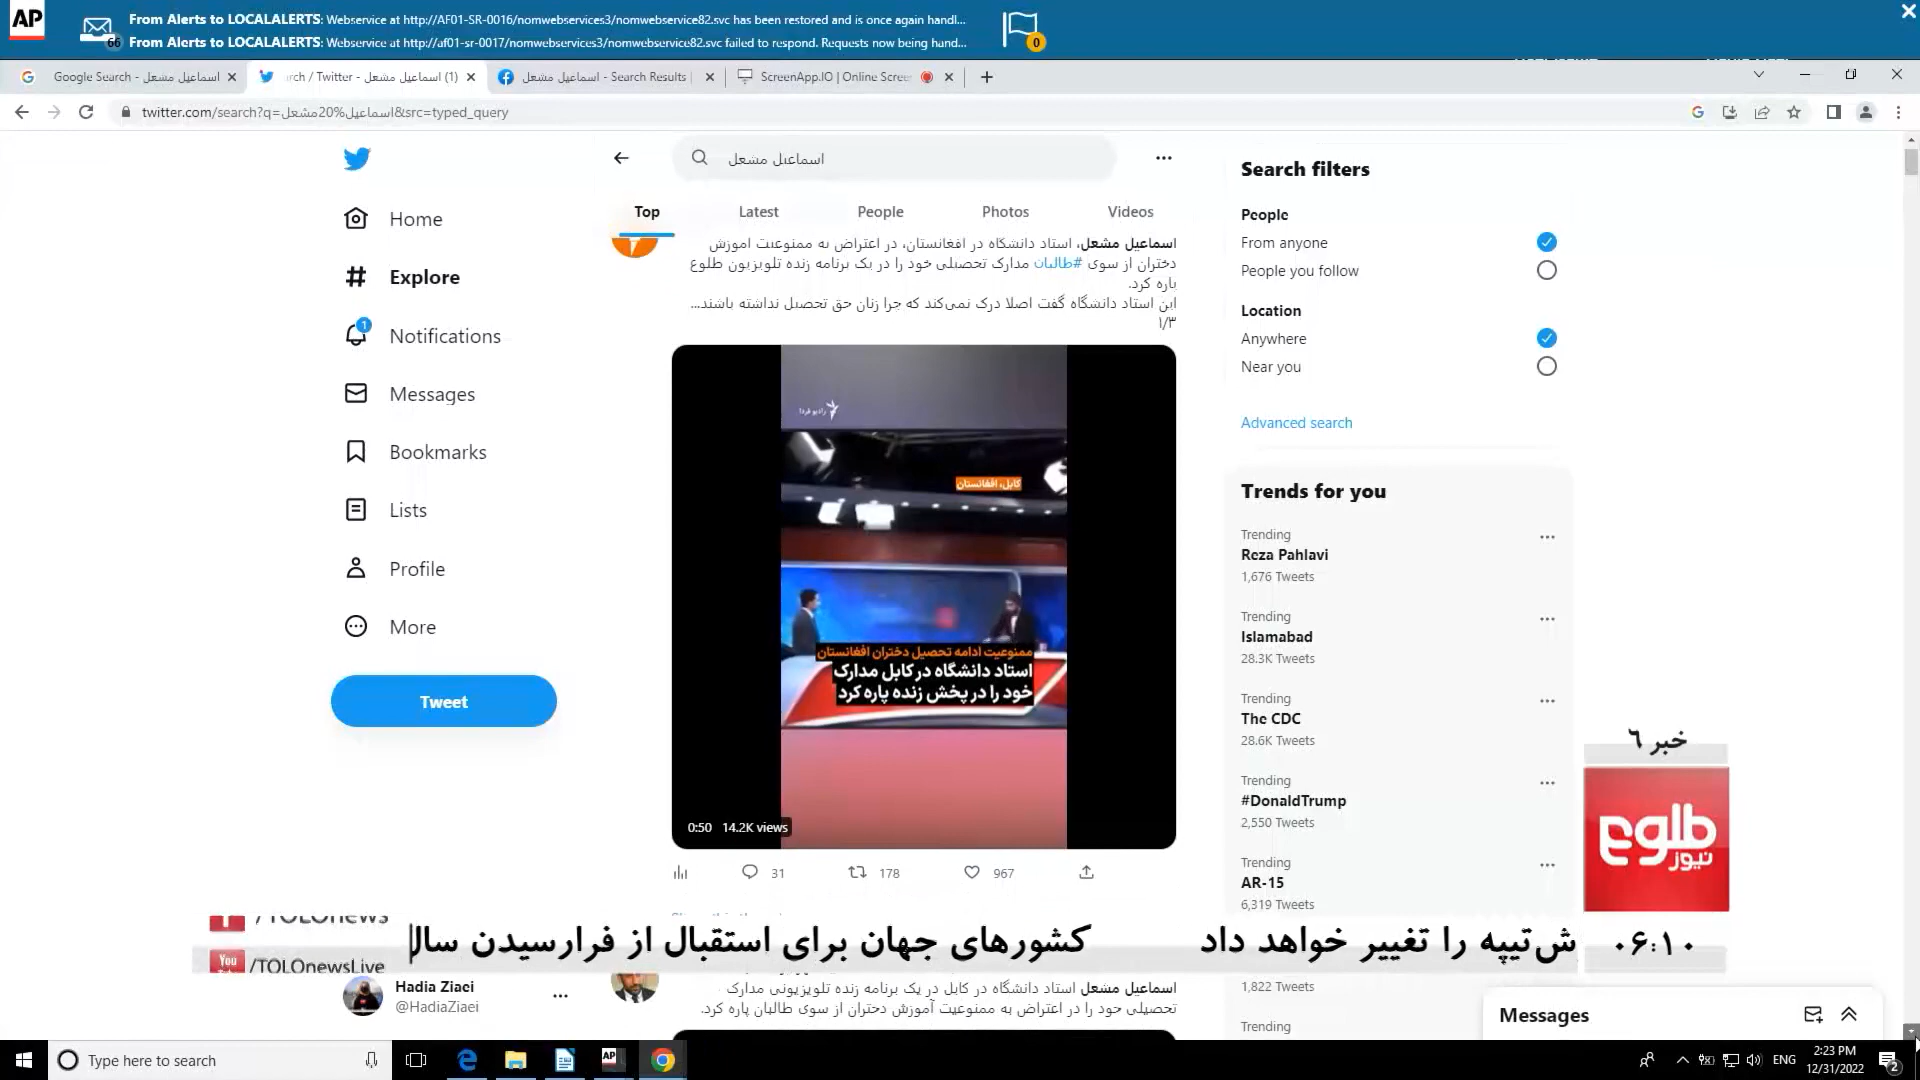 AP
From Alerts to LOCALALERTS: Webservice at http://AF01-SR-0016/nomwebservices3/nomwebservice82.svc has been restored and is once again handl...
66
From Alerts to LOCALALERTS: Webservice at http://af01-sr-0017/nomwebservices3/nomwebservice82.svc failed to respond. Requests now being hand...
0
اسماعیل مشعل - Google Search
(1) اسماعیل مشعل - rch / Twitter
اسماعیل مشعل - Search Results
ScreenApp.IO | Online Scree
twitter.com/search?q=اسماعیل%20مشعل&src=typed_query
اسماعیل مشعل
Top
Latest
People
Photos
Videos
Home
Explore
1
Notifications
Messages
Bookmarks
Lists
Profile
More
Tweet
اسماعیل مشعل، استاد دانشگاه در افغانستان، در اعتراض به ممنوعیت آموزش
دختران از سوی #طالبان مدارک تحصیلی خود را در یک برنامه زنده تلویزیون طلوع
پاره کرد.
این استاد دانشگاه گفت اصلا درک نمی‌کند که چرا زنان حق تحصیل نداشته باشند...
۱/۳
رادیو فردا
کابل، افغانستان
ممنوعیت ادامه تحصیل دختران افغانستان
استاد دانشگاه در کابل مدارک
خود را در پخش زنده پاره کرد
0:50 14.2K views
31
178
967
Search filters
People
From anyone
People you follow
Location
Anywhere
Near you
Advanced search
Trends for you
Trending
Reza Pahlavi
1,676 Tweets
Trending
Islamabad
28.3K Tweets
Trending
The CDC
28.6K Tweets
Trending
#DonaldTrump
2,550 Tweets
Trending
AR-15
6,319 Tweets
1,822 Tweets
Trending
خبر ٦
طلوع
نیوز
۰۶:۱۰
/TOLOnews
You
/TOLOnewsLive
ش‌تیپه را تغییر خواهد داد
کشورهای جهان برای استقبال از فرارسیدن سال
Hadia Ziaei
@HadiaZiaei
اسماعیل مشعل استاد دانشگاه در کابل در یک برنامه زنده تلویزیونی مدارک
تحصیلی خود را در اعتراض به ممنوعیت آموزش دختران از سوی طالبان پاره کرد.
Messages
Type here to search
AP
ENG
2:23 PM
12/31/2022
2